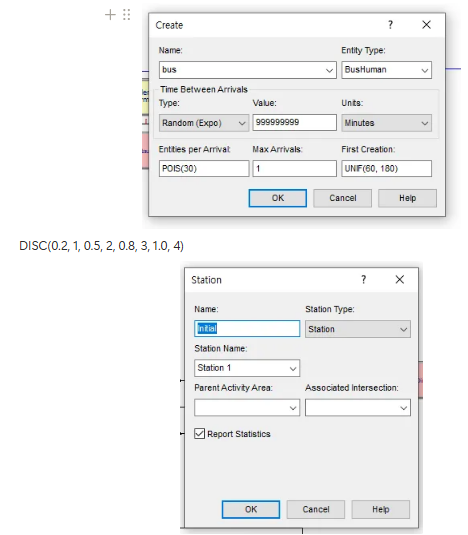 Create ? X
Name: Entity Type:
bus BusHuman
Time Between Arrivals
Type: Value: Units:
Random (Expo) 999999999 Minutes
Entities per Arrival: Max Arrivals: First Creation:
POIS(30) 1 UNIF(60, 180)
OK Cancel Help
DISC(0.2, 1, 0.5, 2, 0.8, 3, 1.0, 4)
Station ? X
Name: Station Type:
Initial Station
Station Name:
Station 1
Parent Activity Area: Associated Intersection:
Report Statistics
OK Cancel Help